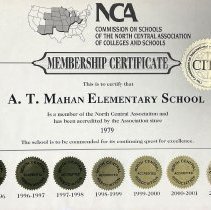 NCA
COMMISSION ON SCHOOLS
OF THE NORTH CENTRAL ASSOCIATION
OF COLLEGES AND SCHOOLS
MEMBERSHIP CERTIFICATE
This is to certify that
A. T. MAHAN ELEMENTARY SCHOOL
is a member of the North Central Association and
has been accredited by the Association since
1979
The school is to be commended for its continuing quest for excellence.
96 1996-1997 1997-1998 1998-1999 1999-2000 2000-2001